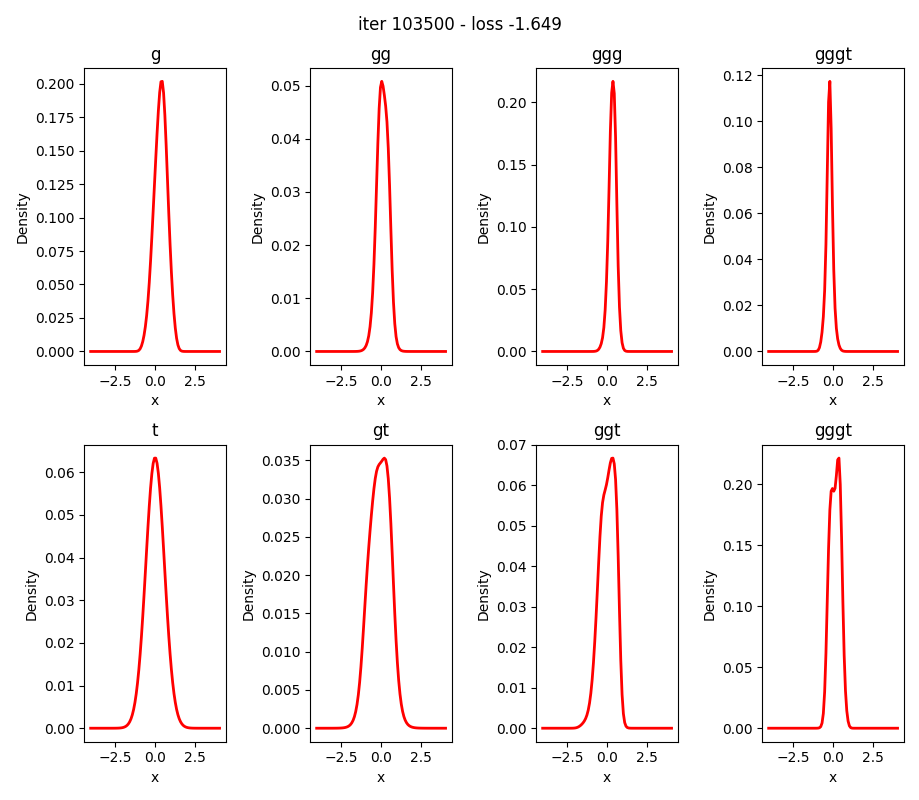 iter 103500 - loss -1.649
g
gg
ggg
gggt
0.200
0.175
0.150
0.125
0.100
0.075
0.050
0.025
0.000
Density
−2.5 0.0 2.5
x
0.05
0.04
0.03
0.02
0.01
0.00
Density
−2.5 0.0 2.5
x
0.20
0.15
0.10
0.05
0.00
Density
−2.5 0.0 2.5
x
0.12
0.10
0.08
0.06
0.04
0.02
0.00
Density
−2.5 0.0 2.5
x
t
gt
ggt
gggt
0.06
0.05
0.04
0.03
0.02
0.01
0.00
Density
−2.5 0.0 2.5
x
0.035
0.030
0.025
0.020
0.015
0.010
0.005
0.000
Density
−2.5 0.0 2.5
x
0.07
0.06
0.05
0.04
0.03
0.02
0.01
0.00
Density
−2.5 0.0 2.5
x
0.20
0.15
0.10
0.05
0.00
Density
−2.5 0.0 2.5
x